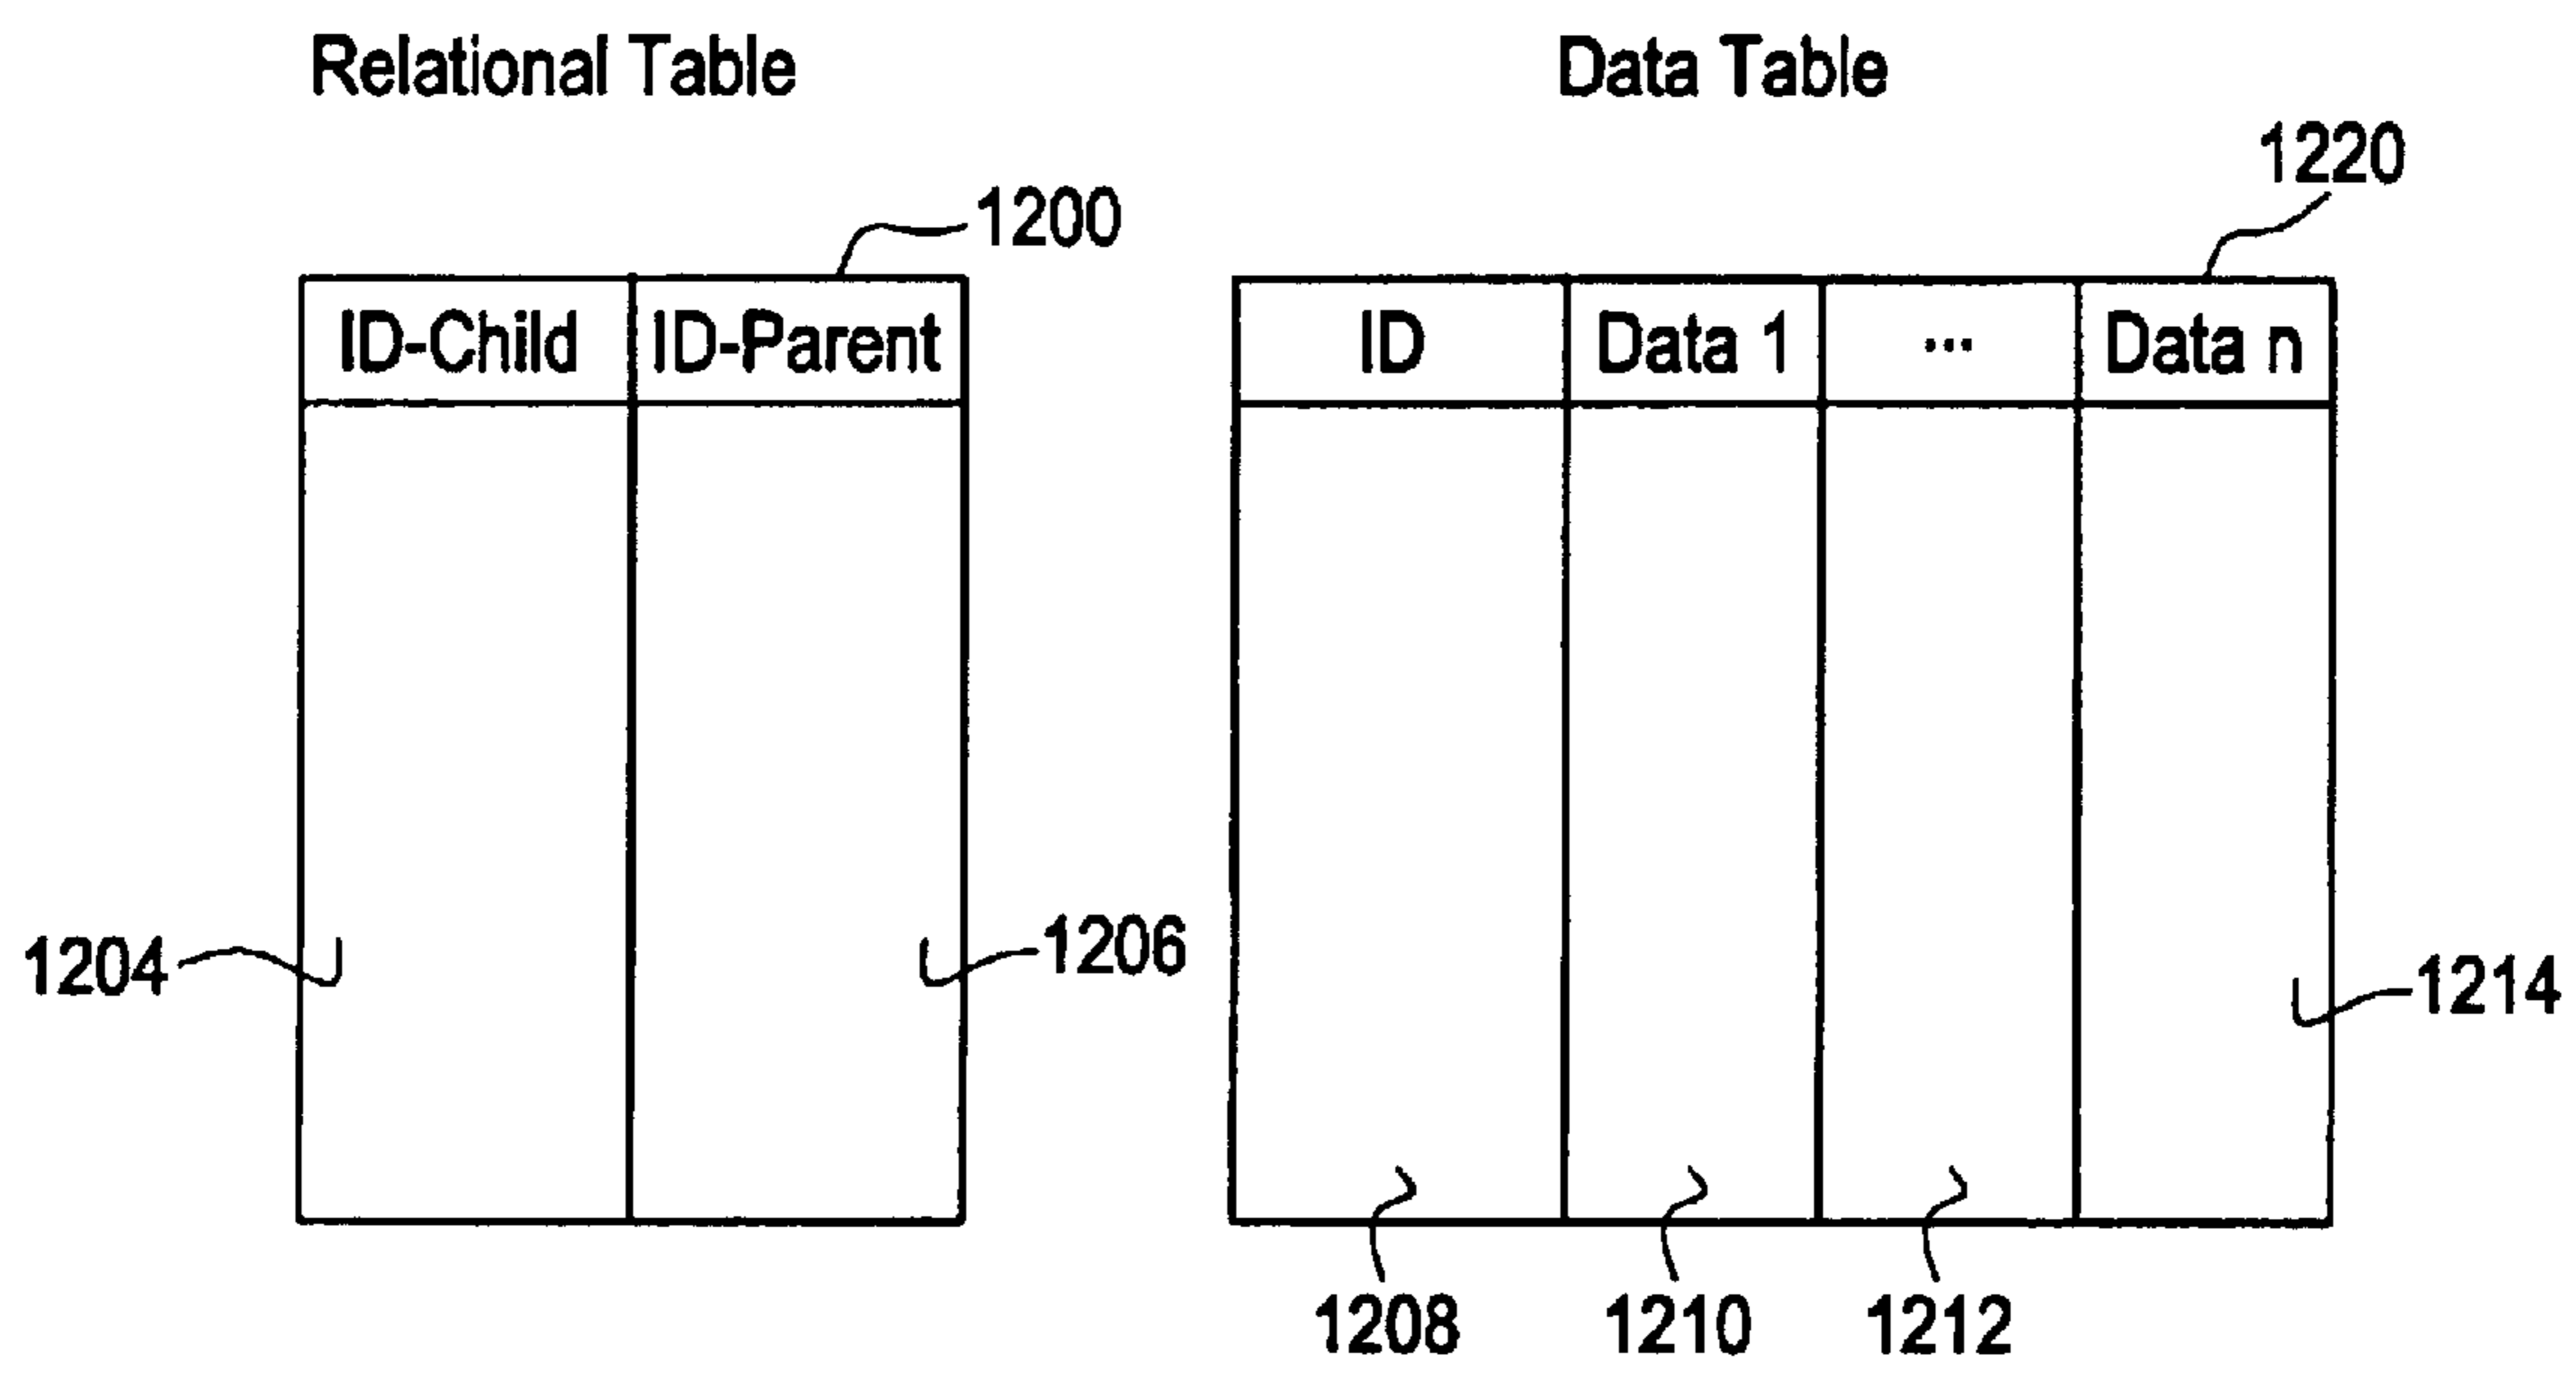 Relational Table
Data Table
1220
1200
ID-Child ID-Parent
ID Data 1 ... Data n
1204
1206
1214
1208 1210 1212